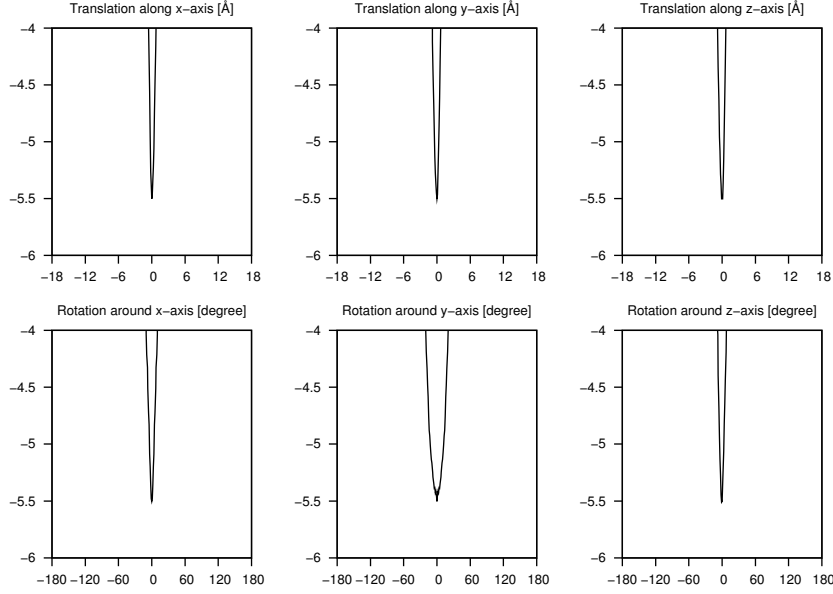 Translation along x−axis [Å]
−4
−4.5
−5
−5.5
−6
−18 −12 −6 0 6 12 18
Translation along y−axis [Å]
−4
−4.5
−5
−5.5
−6
−18 −12 −6 0 6 12 18
Translation along z−axis [Å]
−4
−4.5
−5
−5.5
−6
−18 −12 −6 0 6 12 18
Rotation around x−axis [degree]
−4
−4.5
−5
−5.5
−6
−180 −120 −60 0 60 120 180
Rotation around y−axis [degree]
−4
−4.5
−5
−5.5
−6
−180 −120 −60 0 60 120 180
Rotation around z−axis [degree]
−4
−4.5
−5
−5.5
−6
−180 −120 −60 0 60 120 180